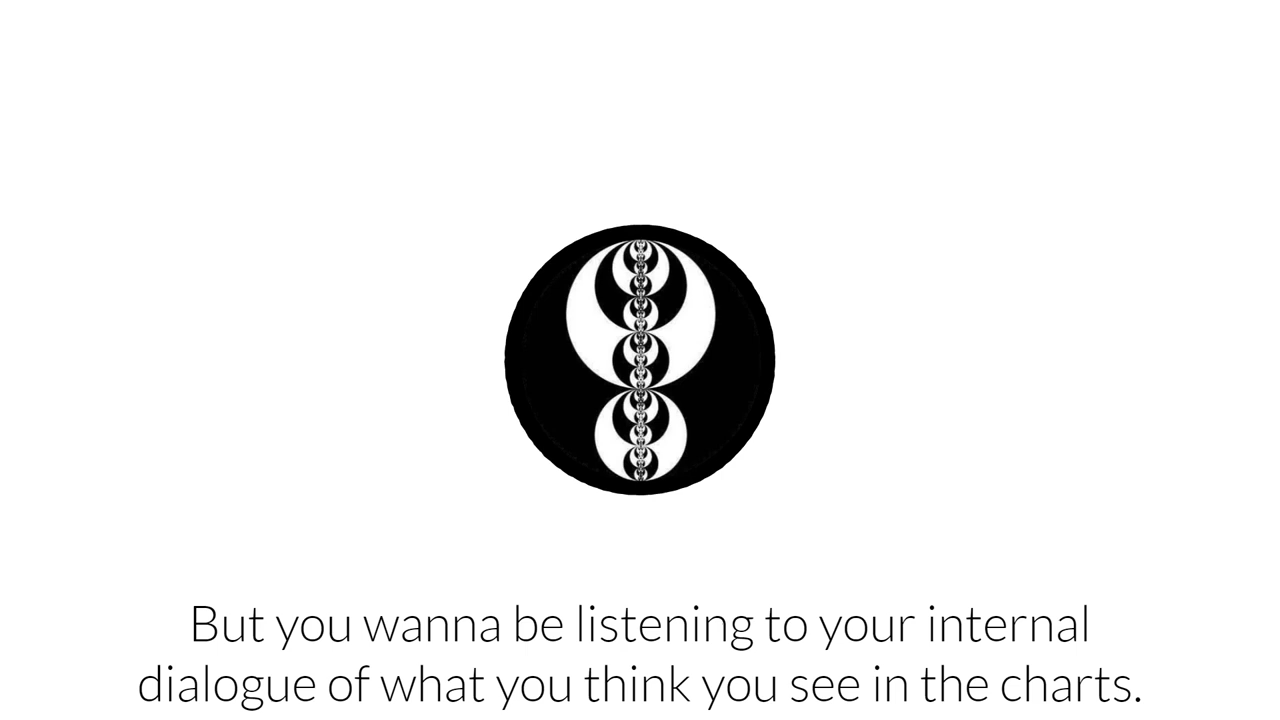 But you wanna be listening to your internal
dialogue of what you think you see in the charts.